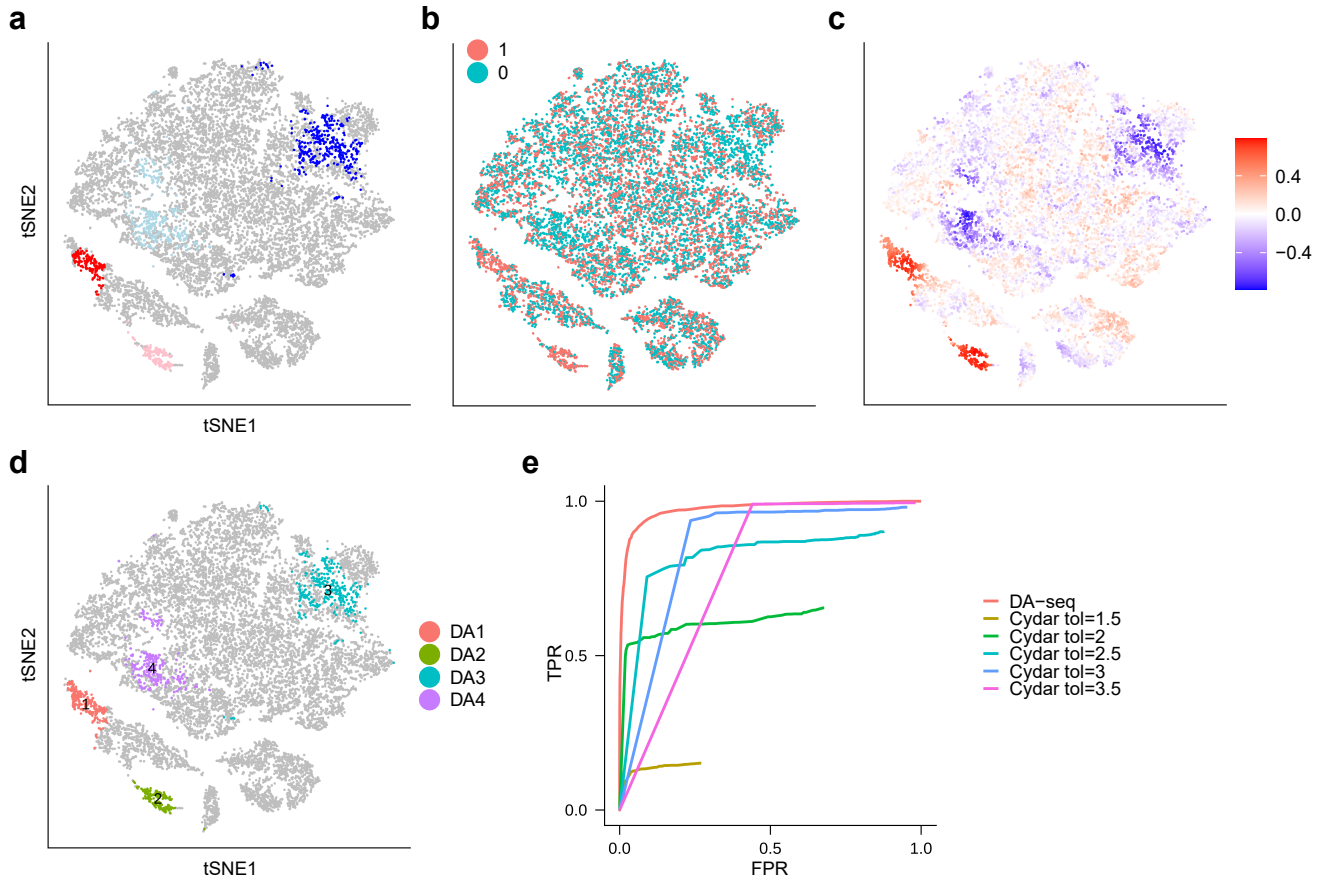 a
tSNE2
tSNE1
b
1
0
c
0.4
0.0
−0.4
d
tSNE2
tSNE1
1
2
3
4
DA1
DA2
DA3
DA4
e
TPR
1.0
0.5
0.0
0.0
0.5
1.0
FPR
DA−seq
Cydar tol=1.5
Cydar tol=2
Cydar tol=2.5
Cydar tol=3
Cydar tol=3.5